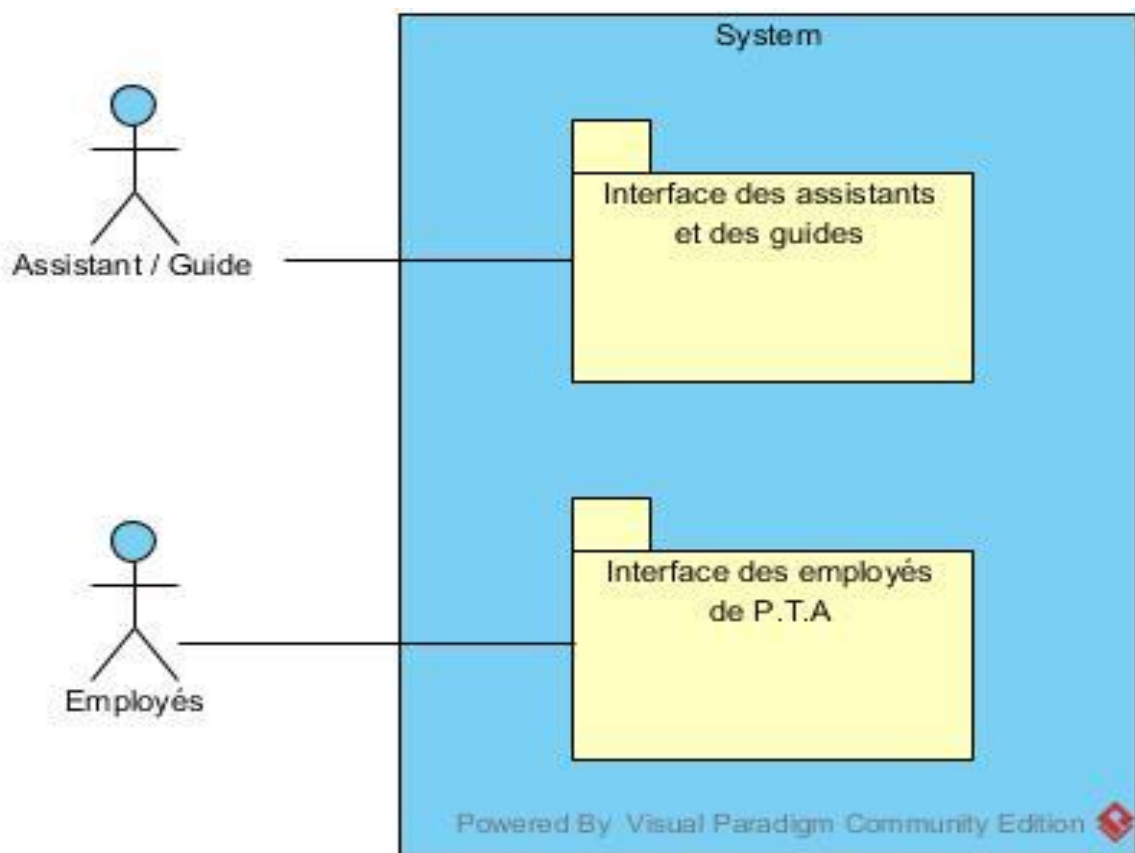 System
Interface des assistants
et des guides
Assistant / Guide
Interface des employés
de P.T.A
Employés
Powered By Visual Paradigm Community Edition